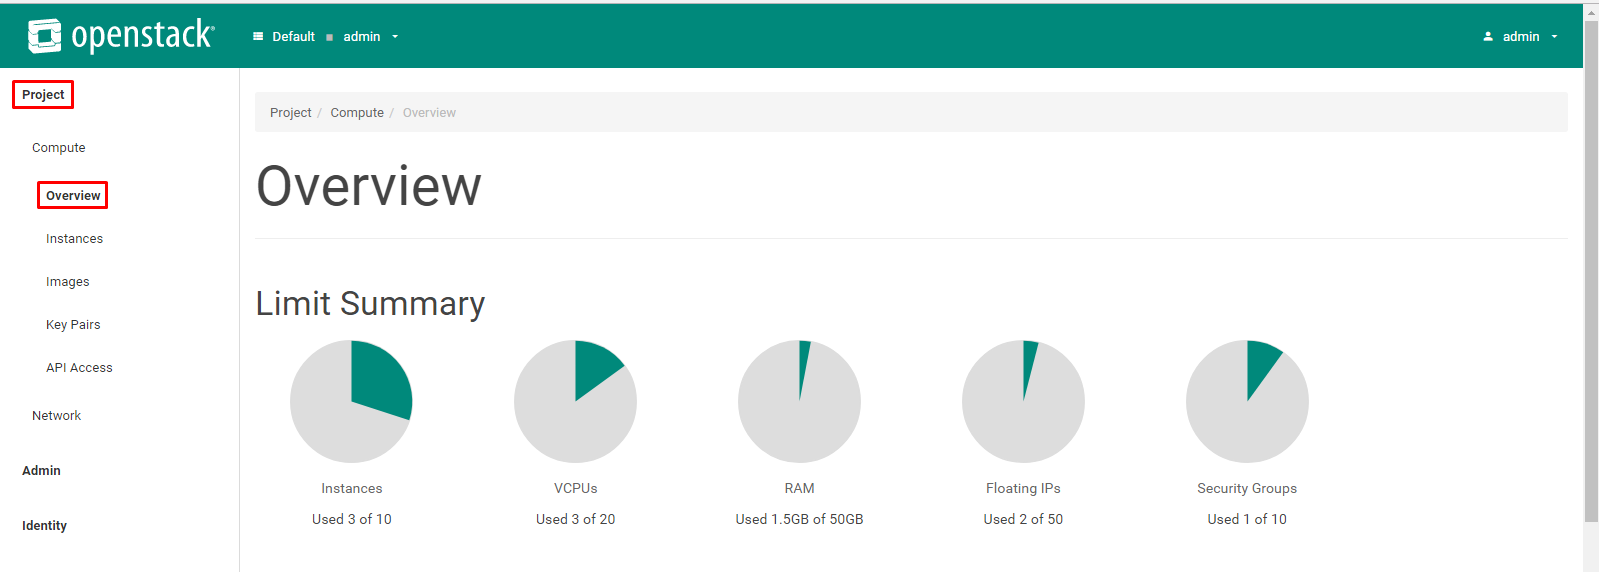 openstack®
Default admin
admin
Project
Compute
Overview
Instances
Images
Key Pairs
API Access
Network
Admin
Identity
Project / Compute / Overview
Overview
Limit Summary
Instances
Used 3 of 10
VCPUs
Used 3 of 20
RAM
Used 1.5GB of 50GB
Floating IPs
Used 2 of 50
Security Groups
Used 1 of 10